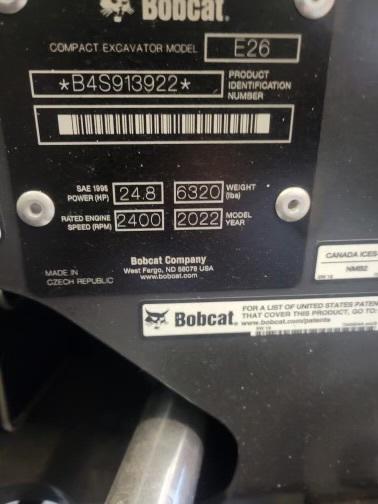 Bobcat.
COMPACT EXCAVATOR MODEL E26
*B4S913922* PRODUCT IDENTIFICATION NUMBER
SAE 1995 POWER (HP) 24.8 6320 WEIGHT (lbs)
RATED ENGINE SPEED (RPM) 2400 2022 MODEL YEAR
Bobcat Company
West Fargo, ND 58078 USA
www.bobcat.com
MADE IN
CZECH REPUBLIC
CANADA ICES
NMB2
Bobcat.
FOR A LIST OF UNITED STATES PATEN
THAT COVER THIS PRODUCT, GO TO:
www.bobcat.com/patents